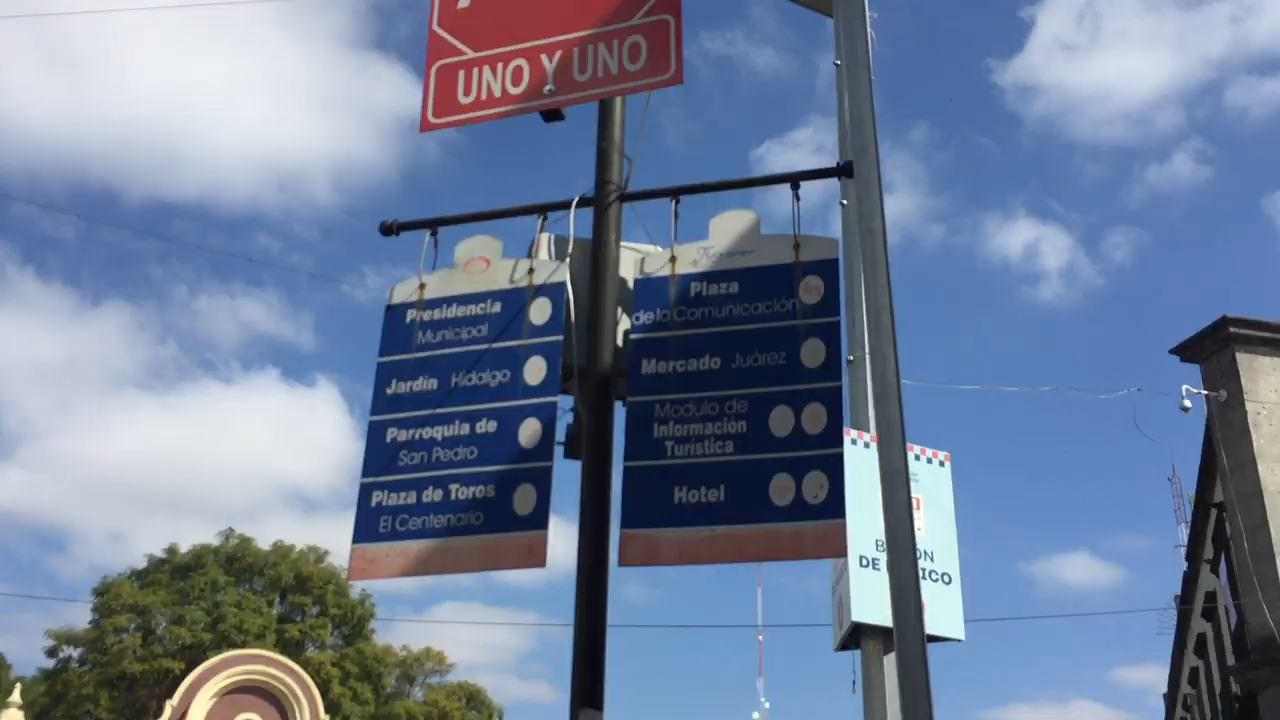 UNO Y UNO
Presidencia
Municipal
Jardín Hidalgo
Parroquia de
San Pedro
Plaza de Toros
El Centenario
Plaza
de la Comunicación
Mercado Juárez
Modulo de
Información
Turística
Hotel
DE